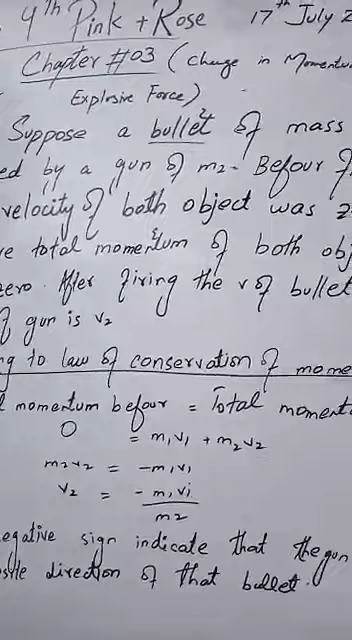 4th Pink + Rose 17th July 2
Chapter #03 (Change in Momentu
Explosive Force)
Suppose a bullet of mass
ed by a gun of m2. Befour f
velocity of both object was z
e total momentum of both obj
zero. After firing the v of bullet
f gun is v2
ng to law of conservation of mome
l momentum befour = Total moment
0 = m1v1 + m2v2
m2v2 = -m1v1
v2 = - m1v1
m2
egative sign indicate that the gun
site direction of that bullet.